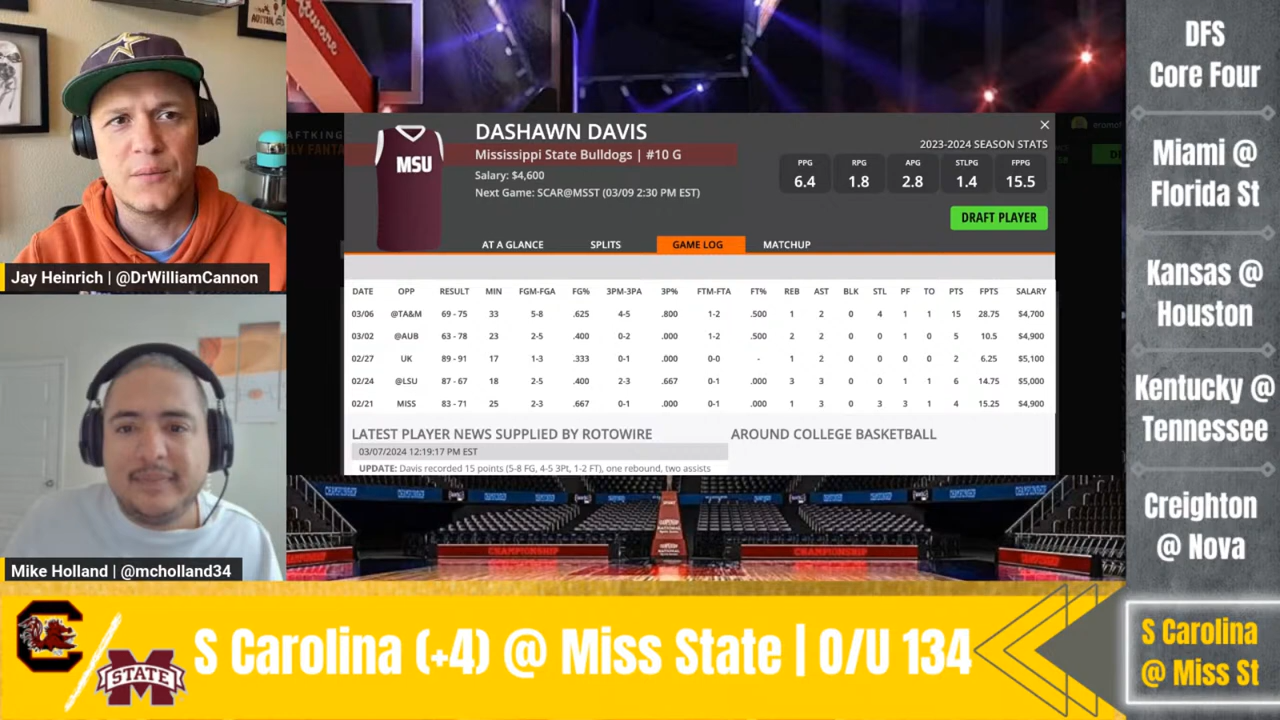 DFS
Core Four
Miami @
Florida St
Kansas @
Houston
Kentucky @
Tennessee
Creighton
@ Nova
S Carolina
@ Miss St
Jay Heinrich | @DrWilliamCannon
Mike Holland | @mcholland34
MSU
DASHAWN DAVIS
Mississippi State Bulldogs | #10 G
Salary: $4,600
Next Game: SCAR@MSST (03/09 2:30 PM EST)
2023-2024 SEASON STATS
PPG RPG APG STLPG FPPG
6.4 1.8 2.8 1.4 15.5
DRAFT PLAYER
AT A GLANCE SPLITS GAME LOG MATCHUP
DATE OPP RESULT MIN FGM-FGA FG% 3PM-3PA 3P% FTM-FTA FT% REB AST BLK STL PF TO PTS FPTS SALARY
03/06 @TA&M 69 - 75 33 5-8 .625 4-5 .800 1-2 .500 1 2 0 4 1 1 15 28.75 $4,700
03/02 @AUB 63 - 78 23 2-5 .400 0-2 .000 1-2 .500 2 2 0 0 1 0 5 10.5 $4,900
02/27 UK 89 - 91 17 1-3 .333 0-1 .000 0-0 - 1 2 0 0 0 0 2 6.25 $5,100
02/24 @LSU 87 - 67 18 2-5 .400 2-3 .667 0-1 .000 3 3 0 0 1 1 6 14.75 $5,000
02/21 MISS 83 - 71 25 2-3 .667 0-1 .000 0-1 .000 1 3 0 3 3 1 4 15.25 $4,900
LATEST PLAYER NEWS SUPPLIED BY ROTOWIRE
AROUND COLLEGE BASKETBALL
03/07/2024 12:19:17 PM EST
UPDATE: Davis recorded 15 points (5-8 FG, 4-5 3Pt, 1-2 FT), one rebound, two assists
CHAMPIONSHIP
CHAMPIONSHIP
STATE
S Carolina (+4) @ Miss State | O/U 134